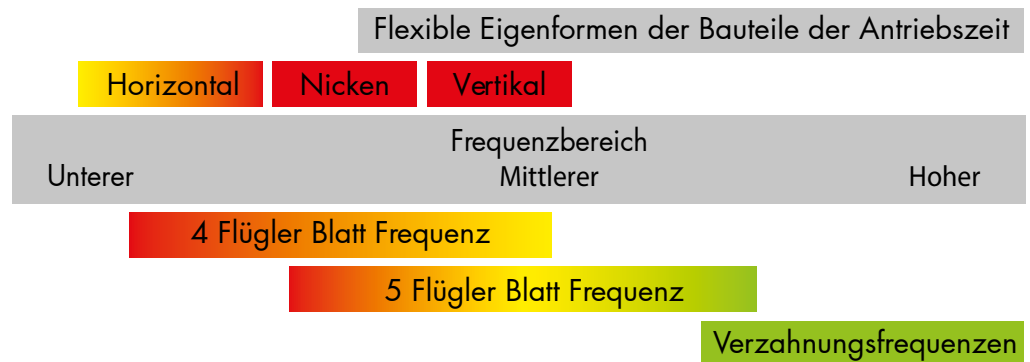 Flexible Eigenformen der Bauteile der Antriebszeit
Horizontal Nicken Vertikal
Frequenzbereich
Unterer Mittlerer Hoher
4 Flügler Blatt Frequenz
5 Flügler Blatt Frequenz
Verzahnungsfrequenzen